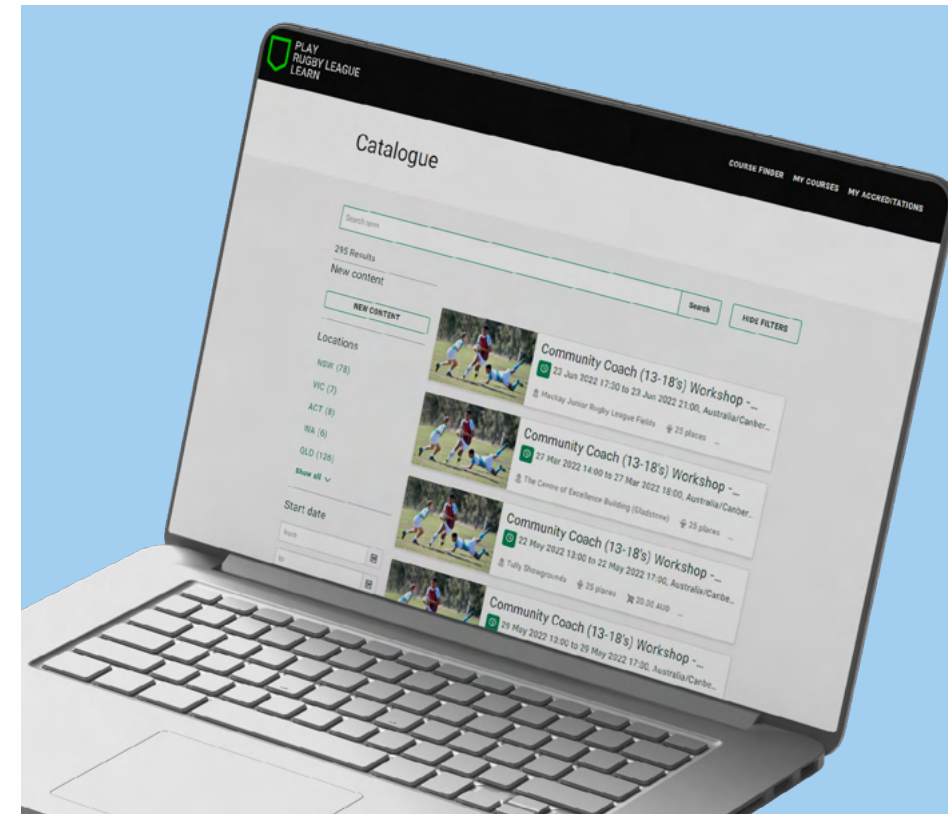 PLAY
RUGBY LEAGUE
LEARN
COURSE FINDER MY COURSES MY ACCREDITATIONS
Catalogue
Search term
Search
HIDE FILTERS
295 Results
New content
NEW CONTENT
Locations
NSW (78)
VIC (7)
ACT (8)
WA (6)
QLD (126)
Show all
Start date
from
to
Community Coach (13-18's) Workshop -...
23 Jun 2022 17:30 to 23 Jun 2022 21:00, Australia/Canber...
Mackay Junior Rugby League Fields 25 places ...
Community Coach (13-18's) Workshop -...
27 Mar 2022 14:00 to 27 Mar 2022 18:00, Australia/Canber...
The Centre of Excellence Building (Gladstone) 25 places ...
Community Coach (13-18's) Workshop -...
22 May 2022 13:00 to 22 May 2022 17:00, Australia/Canbe...
Tully Showgrounds 25 places 20.00 AUD ...
Community Coach (13-18's) Workshop -...
29 May 2022 13:00 to 29 May 2022 17:00, Australia/Canbe...